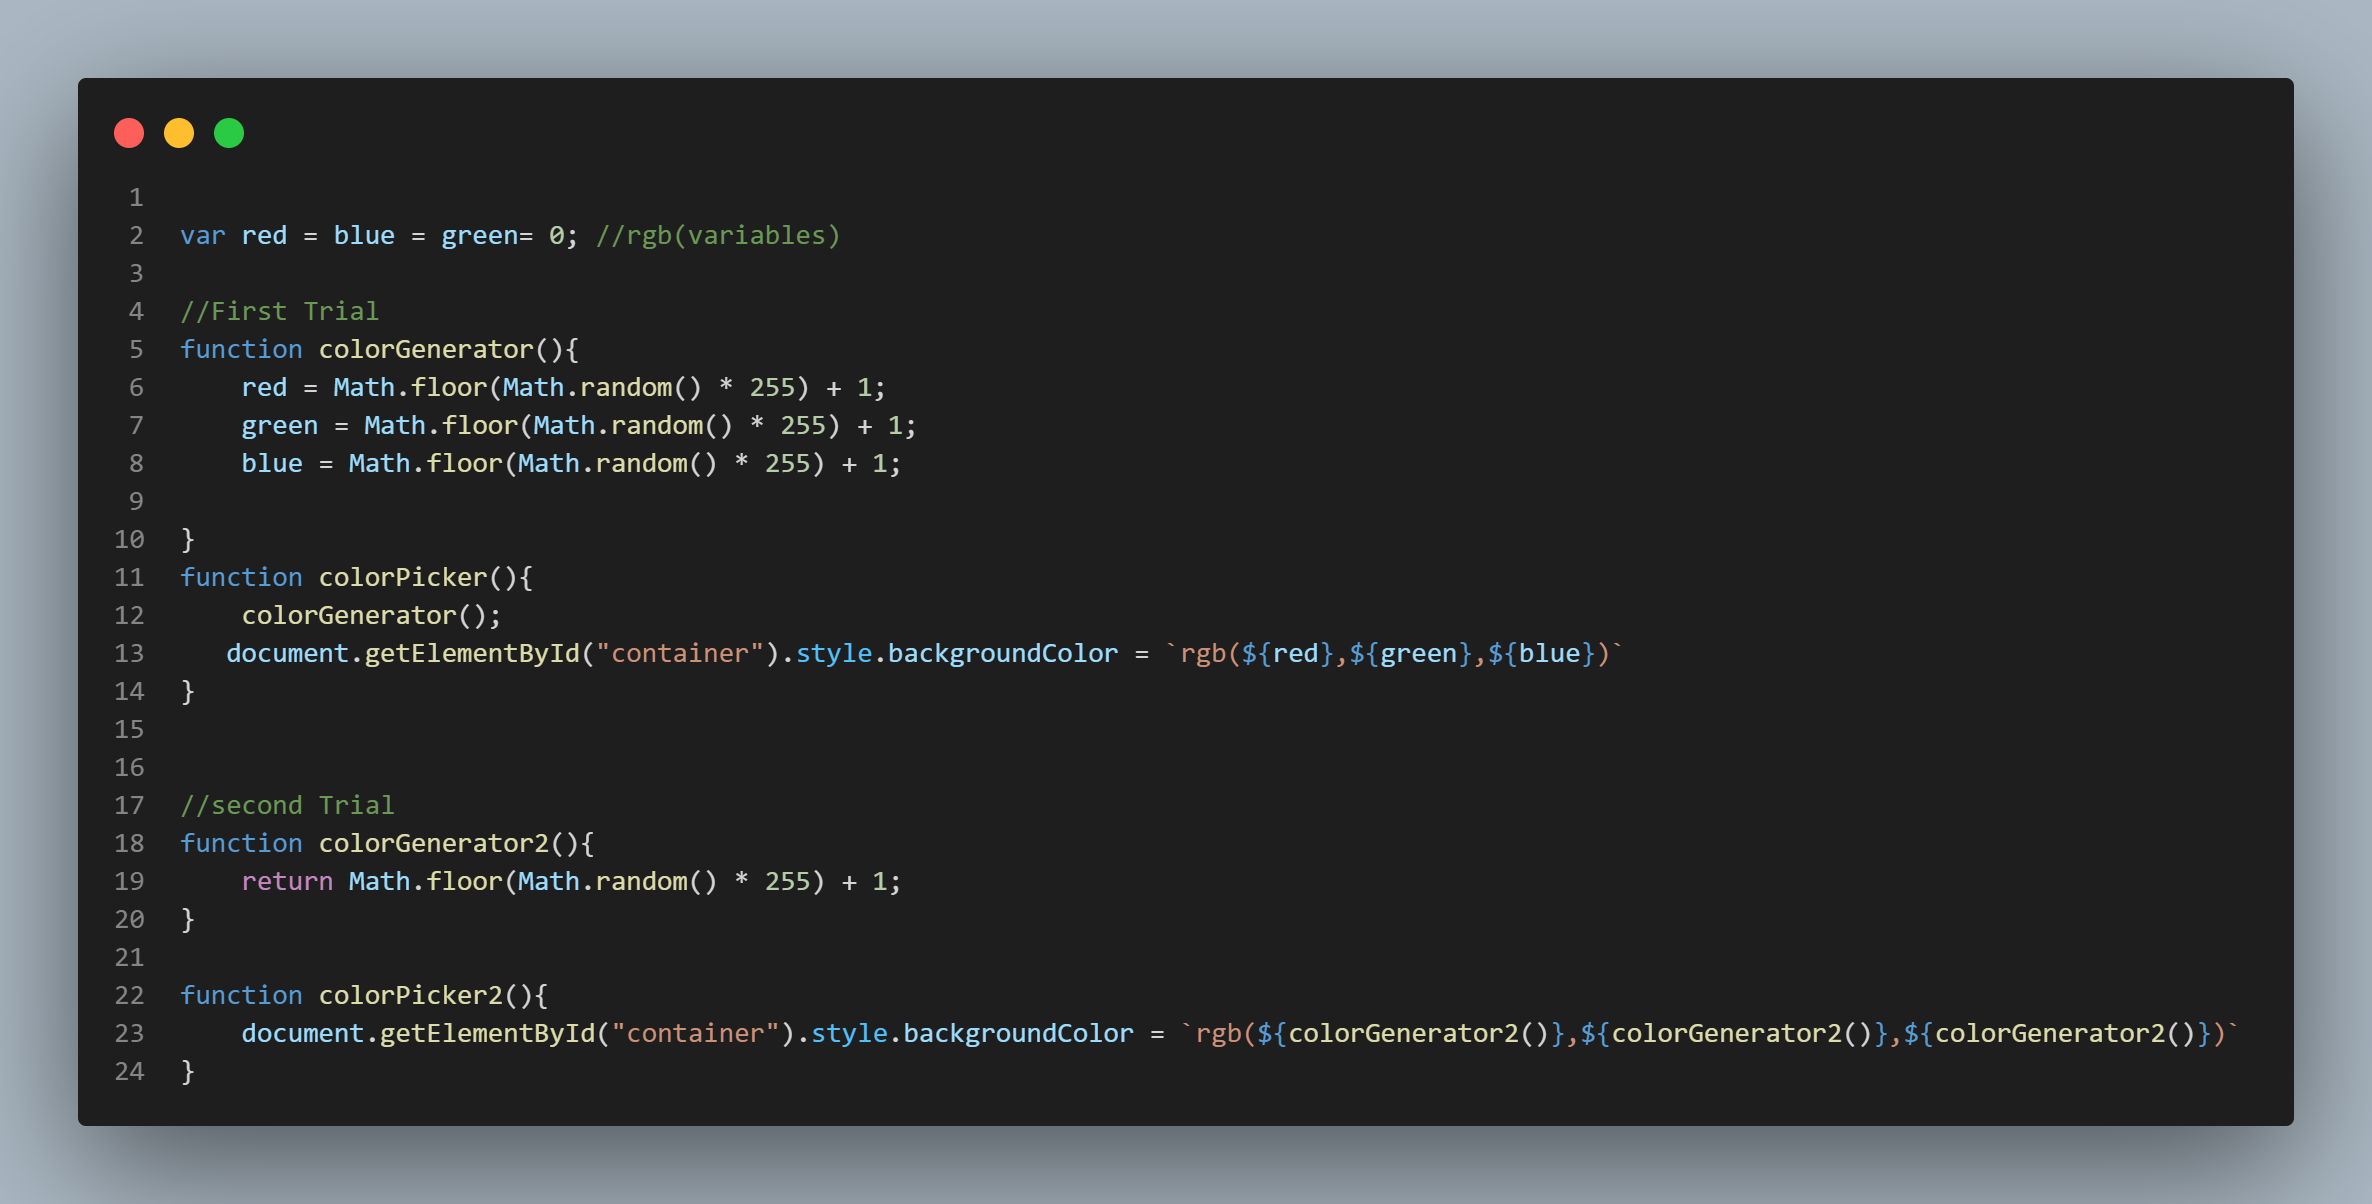 1
2 var red = blue = green= 0; //rgb(variables)
3
4 //First Trial
5 function colorGenerator(){
6     red = Math.floor(Math.random() * 255) + 1;
7     green = Math.floor(Math.random() * 255) + 1;
8     blue = Math.floor(Math.random() * 255) + 1;
9
10 }
11 function colorPicker(){
12     colorGenerator();
13    document.getElementById("container").style.backgroundColor = `rgb(${red},${green},${blue})`
14 }
15
16
17 //second Trial
18 function colorGenerator2(){
19     return Math.floor(Math.random() * 255) + 1;
20 }
21
22 function colorPicker2(){
23     document.getElementById("container").style.backgroundColor = `rgb(${colorGenerator2()},${colorGenerator2()},${colorGenerator2()})`
24 }